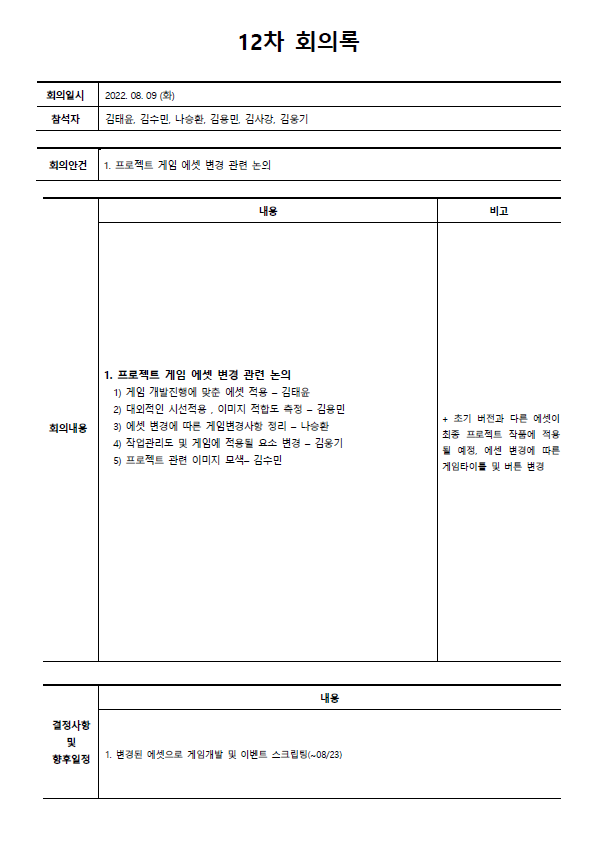 12차 회의록
회의일시 2022. 08. 09 (화)
참석자 김태윤, 김수민, 나승환, 김용민, 김사강, 김웅기
회의안건 1. 프로젝트 게임 에셋 변경 관련 논의
내용 비고
회의내용
1. 프로젝트 게임 에셋 변경 관련 논의
1) 게임 개발진행에 맞춘 에셋 적용 – 김태윤
2) 대외적인 시선적용 , 이미지 적합도 측정 – 김용민
3) 에셋 변경에 따른 게임변경사항 정리 – 나승환
4) 작업관리도 및 게임에 적용될 요소 변경 – 김웅기
5) 프로젝트 관련 이미지 모색– 김수민
+ 초기 버전과 다른 에셋이
최종 프로젝트 작품에 적용
될 예정, 에센 변경에 따른
게임타이틀 및 버튼 변경
결정사항
및
향후일정
내용
1. 변경된 에셋으로 게임개발 및 이벤트 스크립팅(~08/23)